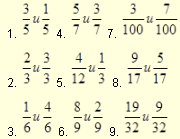 1. 3/5 и 1/5 4. 5/7 и 3/7 7. 3/100 и 7/100
2. 2/3 и 3/3 5. 4/12 и 1/3 8. 9/17 и 5/17
3. 1/6 и 4/6 6. 8/9 и 2/9 9. 19/32 и 9/32